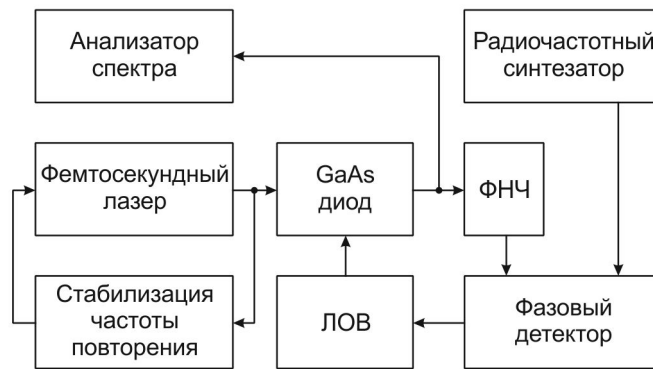 Анализатор
спектра
Радиочастотный
синтезатор
Фемтосекундный
лазер
GaAs
диод
ФНЧ
Стабилизация
частоты
повторения
ЛОВ
Фазовый
детектор